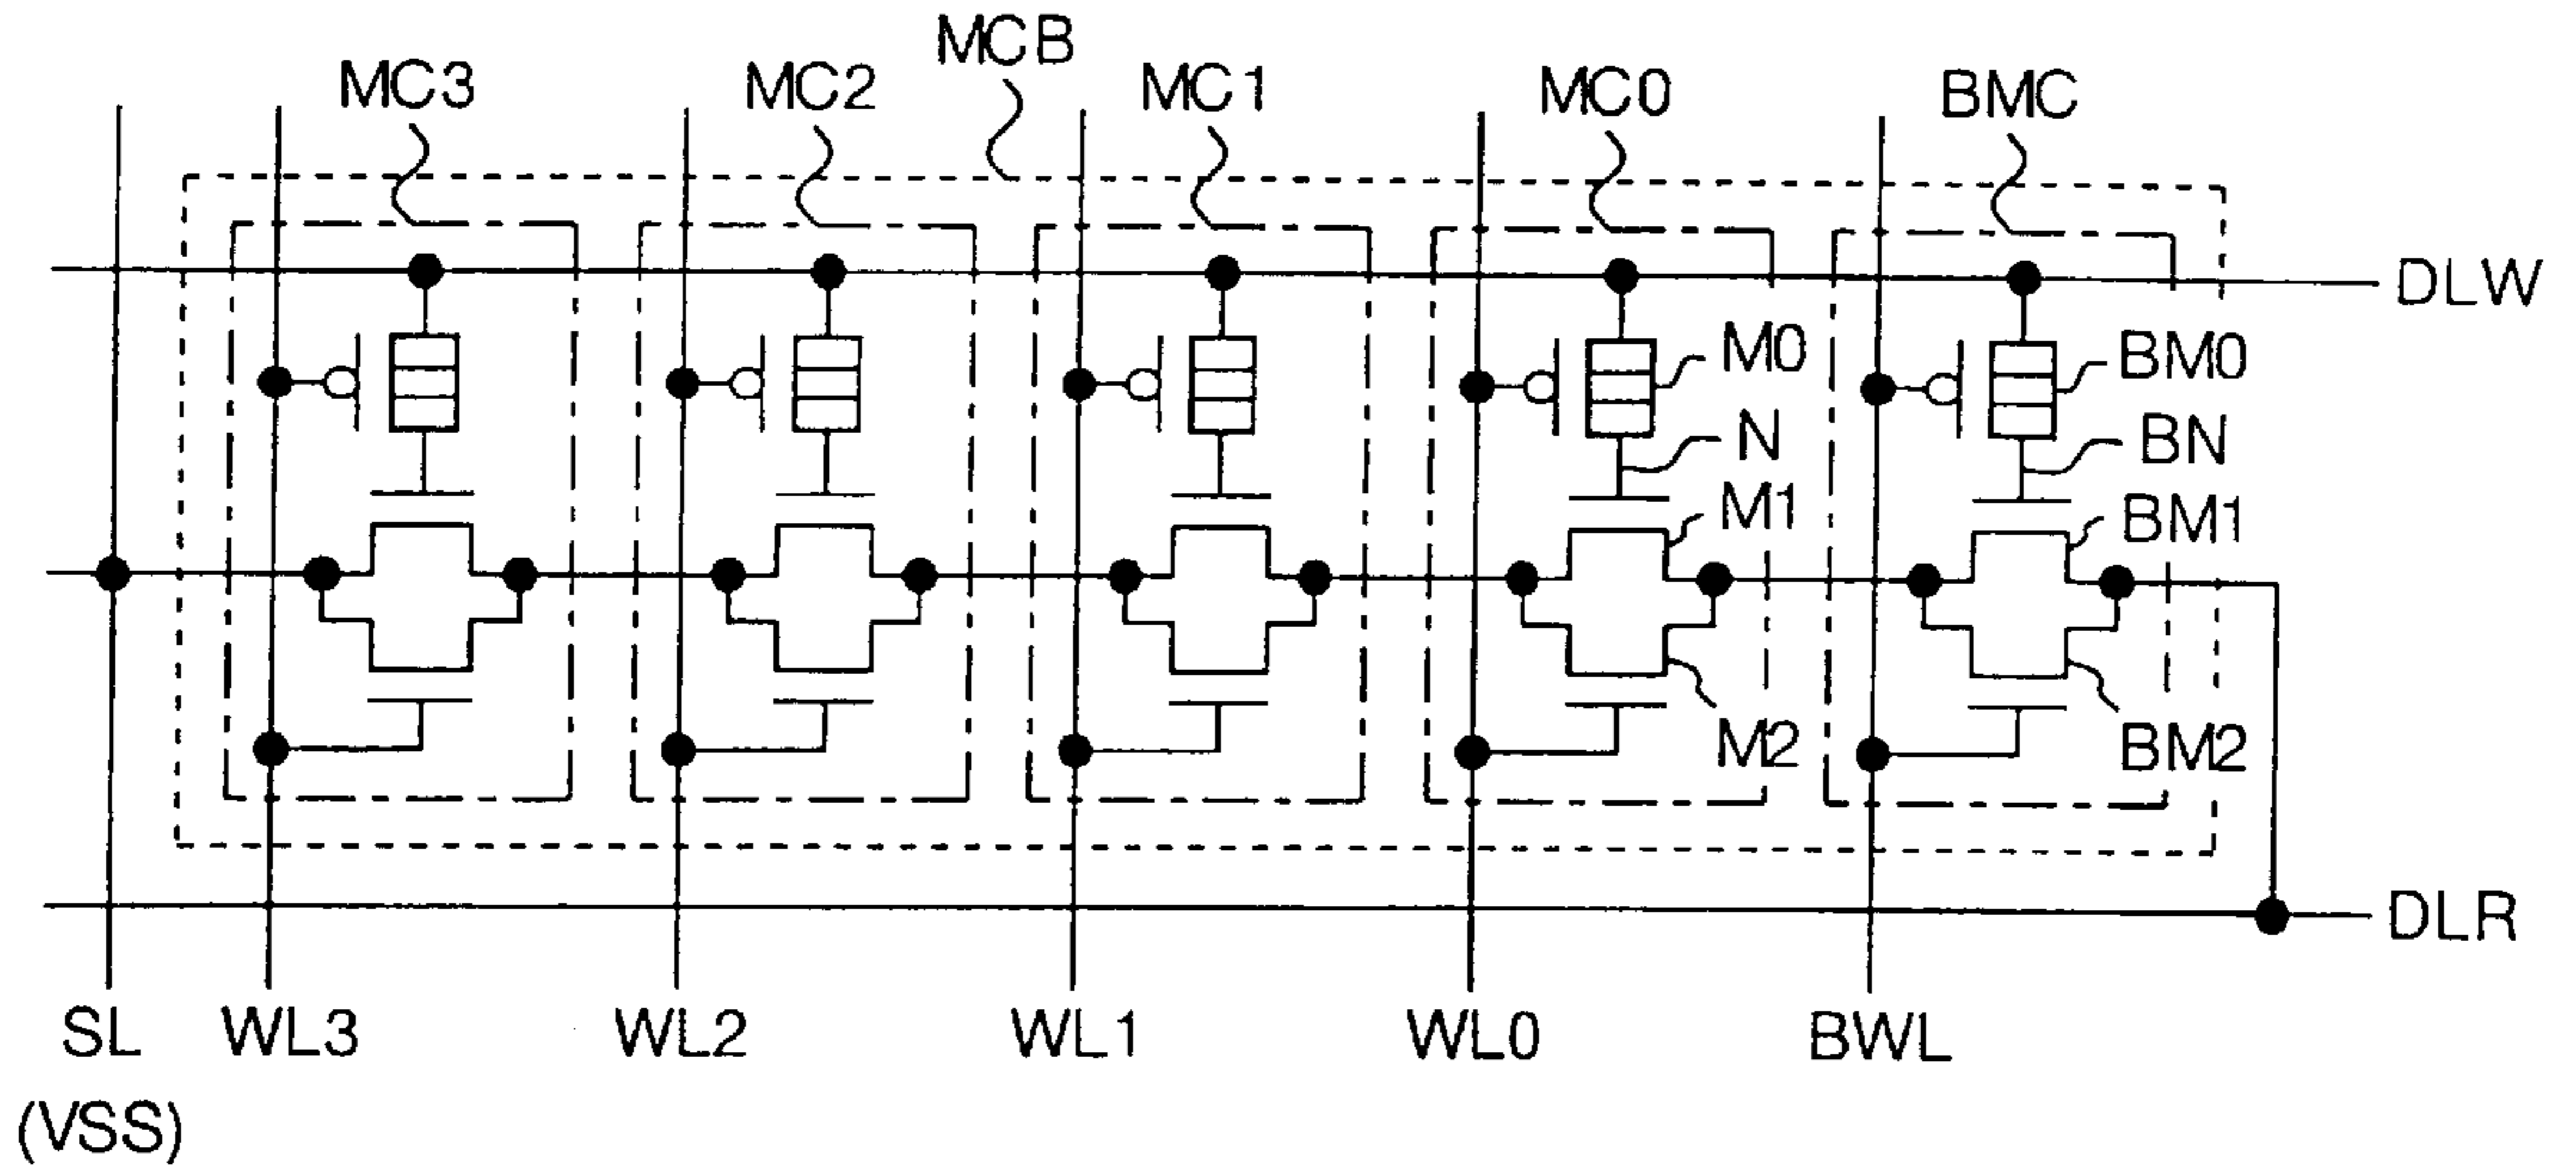 MCB
MC3 MC2 MC1 MC0 BMC
DLW
M0 BM0
N BN
M1 BM1
M2 BM2
DLR
SL WL3 WL2 WL1 WL0 BWL
(VSS)